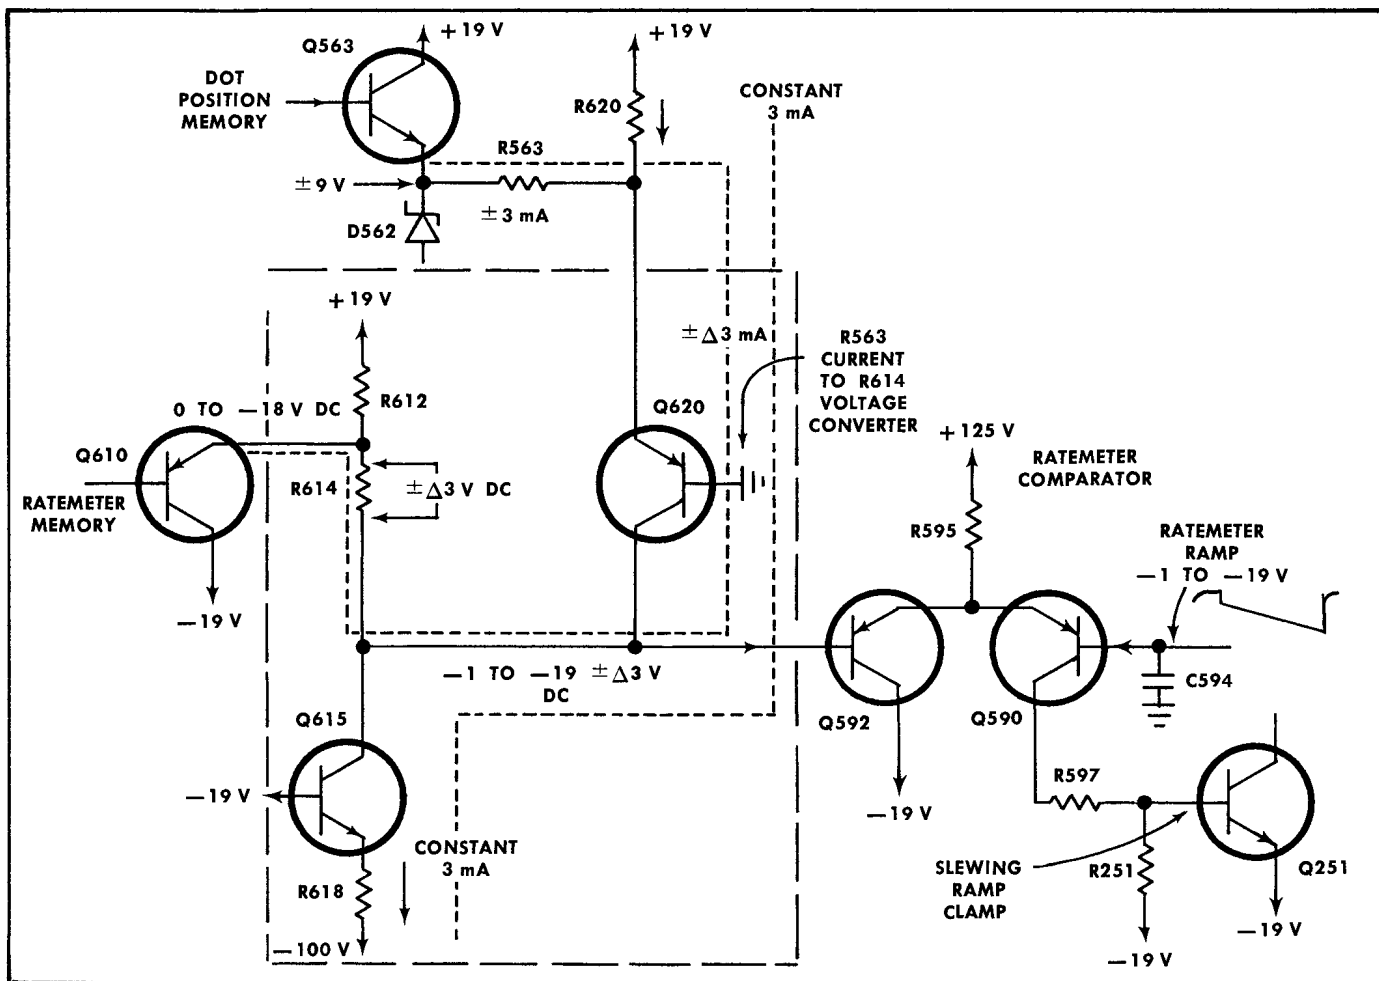 +19 V
+19 V
Q563
DOT
POSITION
MEMORY
R620
CONSTANT
3 mA
R563
±9 V
±3 mA
D562
+19 V
±Δ3 mA
R563
CURRENT
TO R614
VOLTAGE
CONVERTER
R612
0 TO −18 V DC
Q620
Q610
+125 V
RATEMETER
COMPARATOR
R614
±Δ3 V DC
RATEMETER
MEMORY
R595
RATEMETER
RAMP
−1 TO −19 V
−19 V
−1 TO −19 ±Δ3 V
DC
C594
Q615
Q592
Q590
−19 V
R597
−19 V
CONSTANT
3 mA
SLEWING
RAMP
CLAMP
R251
Q251
R618
−100 V
−19 V
−19 V